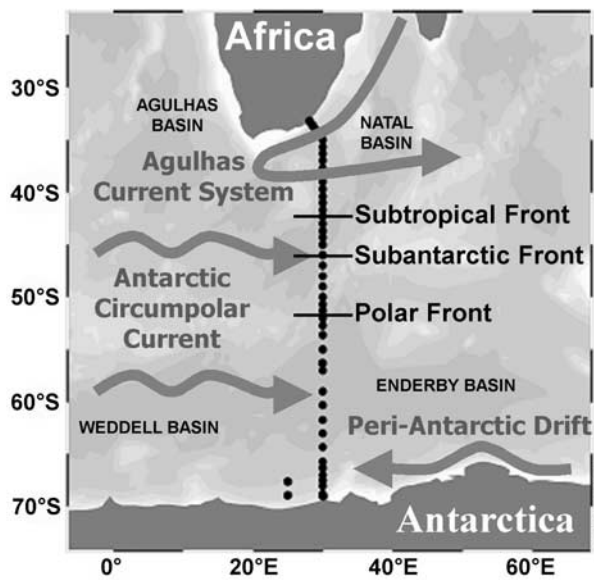 Africa
30°S
AGULHAS
BASIN
NATAL
BASIN
Agulhas
Current System
40°S
Subtropical Front
Subantarctic Front
Antarctic
Circumpolar
Current
50°S
Polar Front
ENDERBY BASIN
60°S
WEDDELL BASIN
Peri-Antarctic Drift
70°S
Antarctica
0°
20°E
40°E
60°E